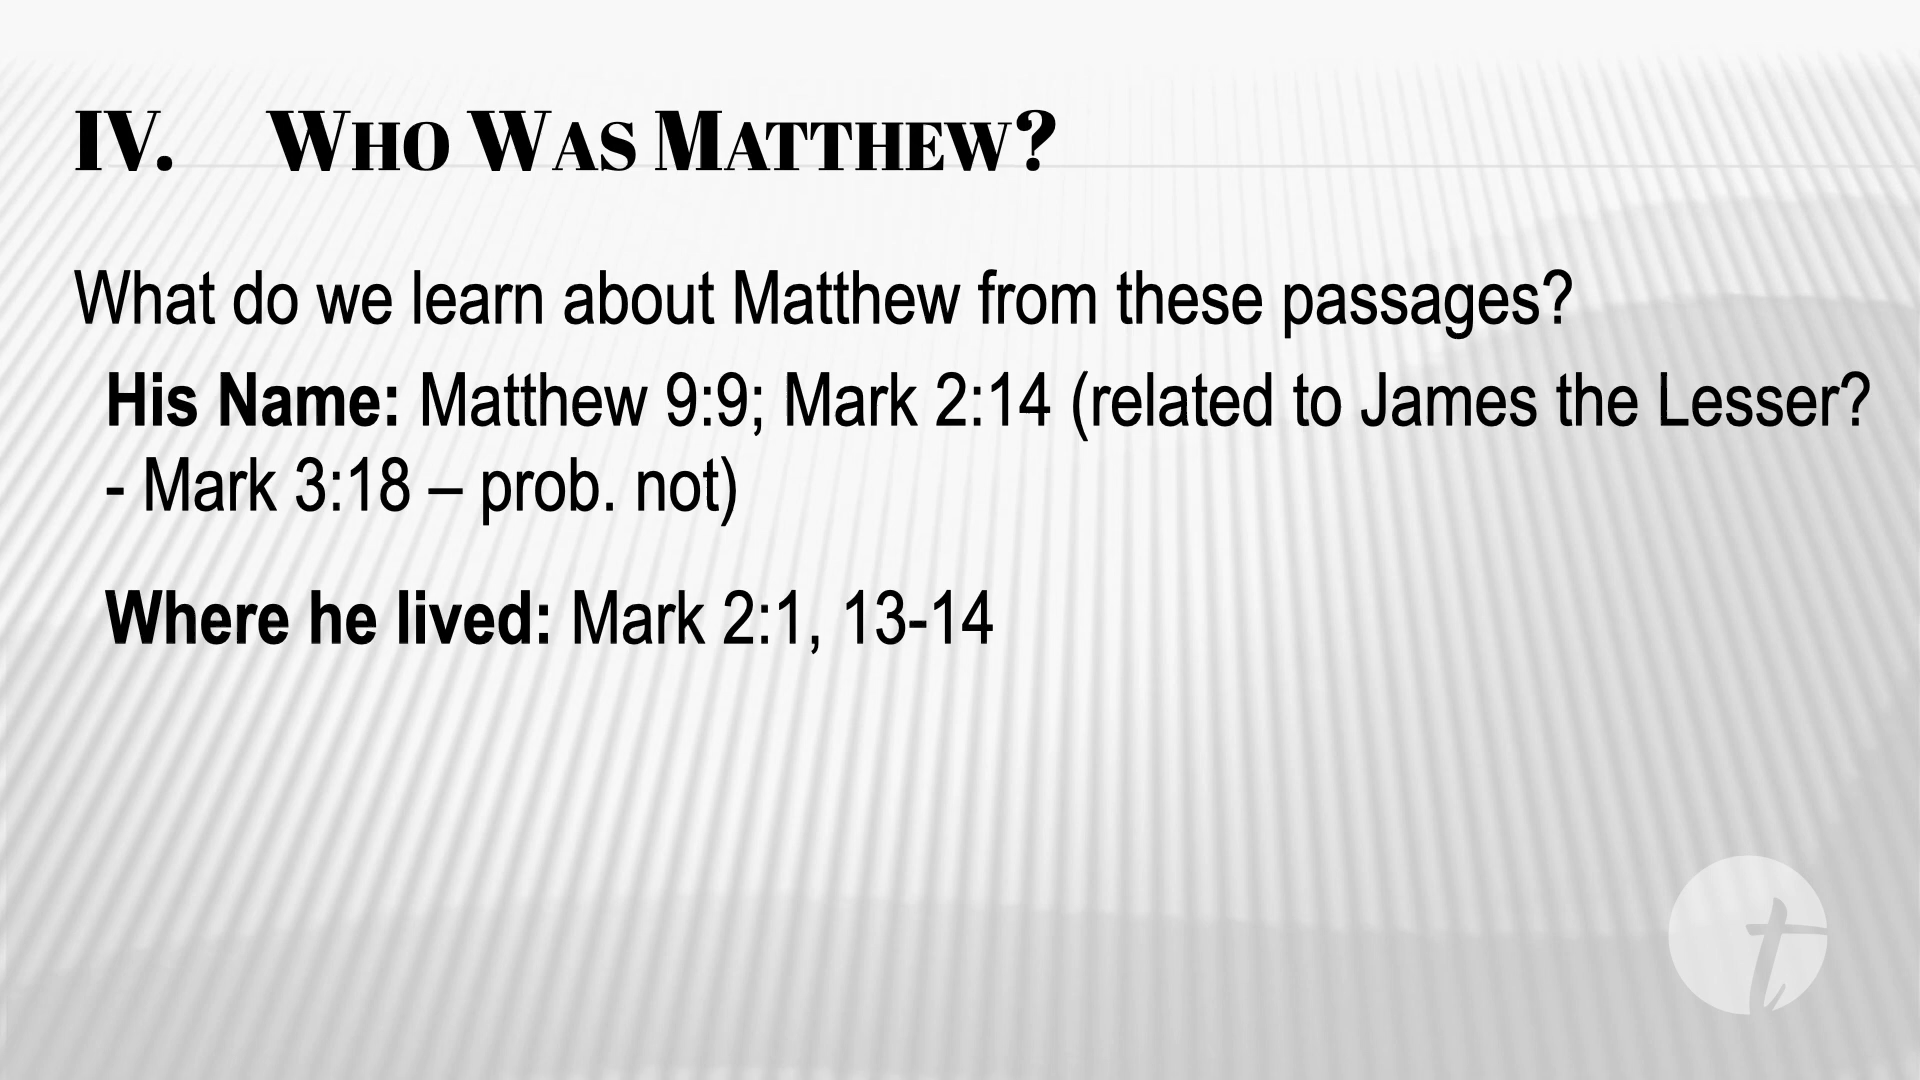 IV. Who Was Matthew?
What do we learn about Matthew from these passages?
His Name: Matthew 9:9; Mark 2:14 (related to James the Lesser?
- Mark 3:18 – prob. not)
Where he lived: Mark 2:1, 13-14